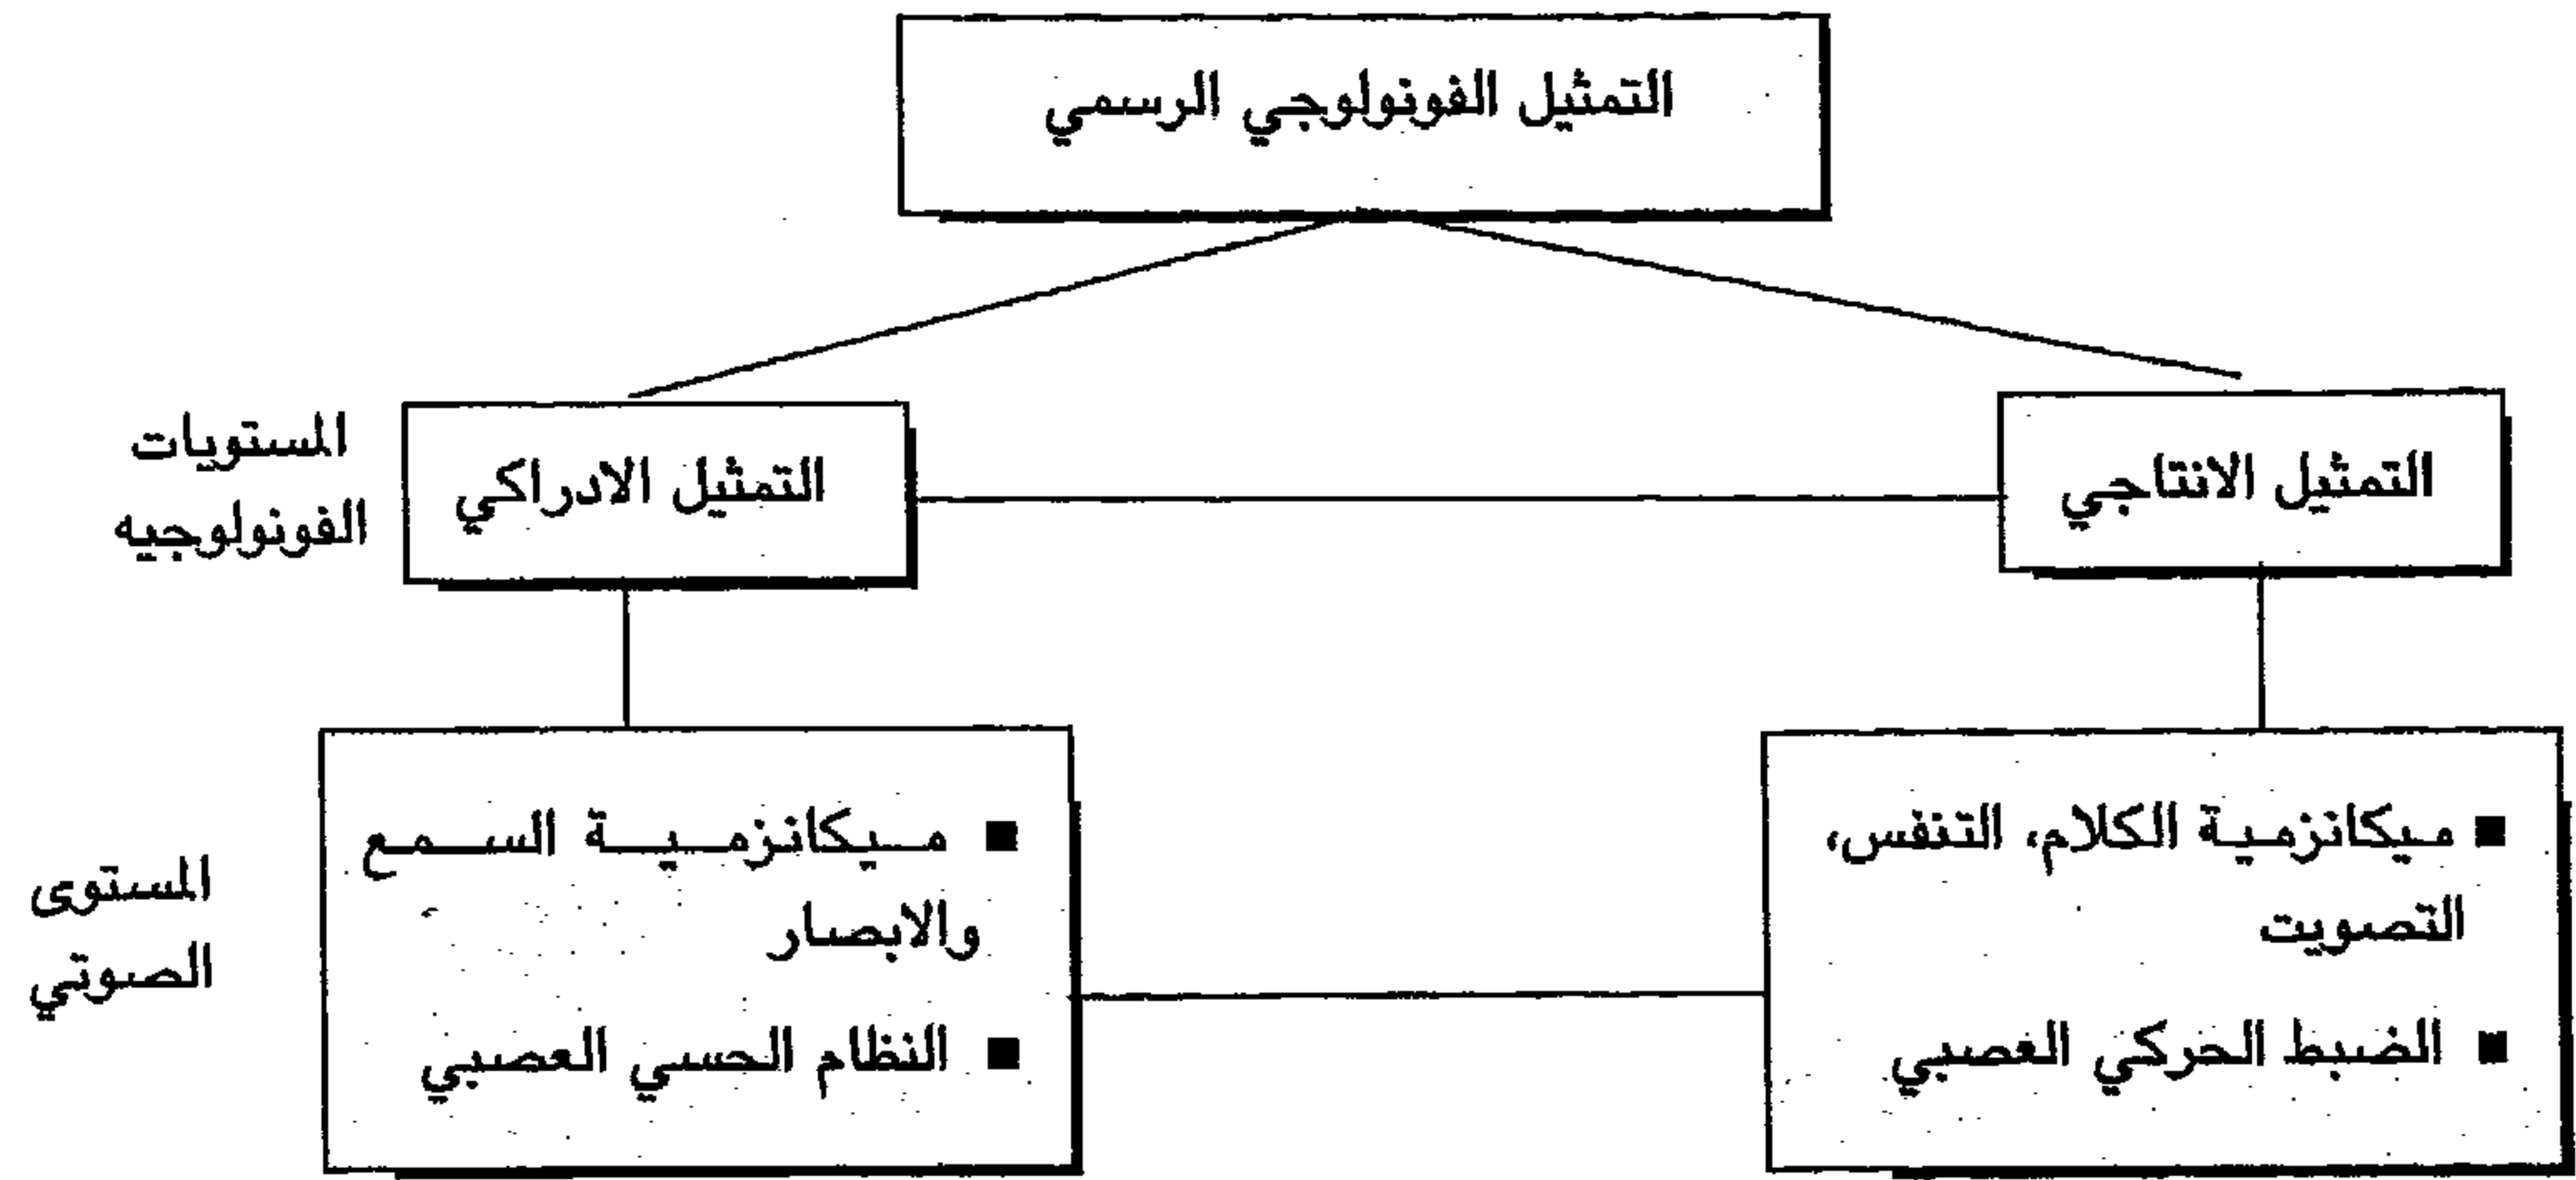 التمثيل الفونولوجي الرسمي
التمثيل الانتاجي
التمثيل الادراكي
المستويات
الفونولوجيه
■ ميكانزمية الكلام، التنفس،
التصويت
■ الضبط الحركي العصبي
■ ميكانزمية السمع
والابصار
■ النظام الحسي العصبي
المستوى
الصوتي